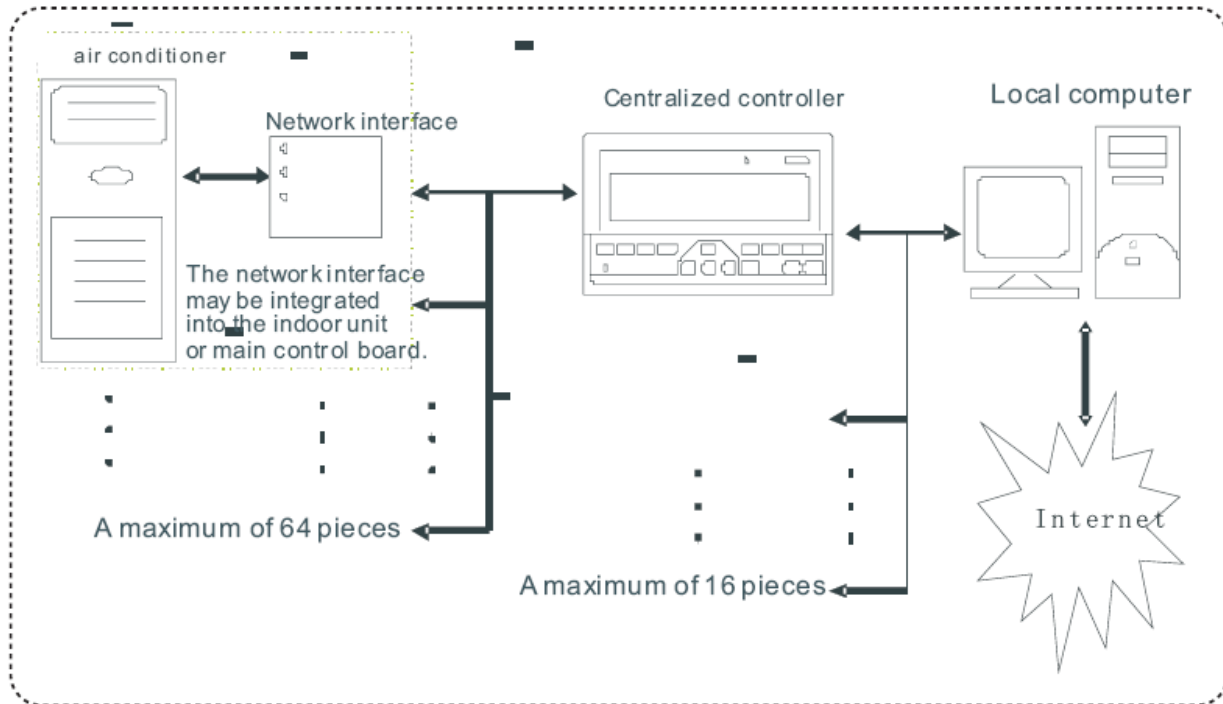 air conditioner
Network interface
The network interface
may be integrated
into the indoor unit
or main control board.
A maximum of 64 pieces
Centralized controller
A maximum of 16 pieces
Local computer
Internet